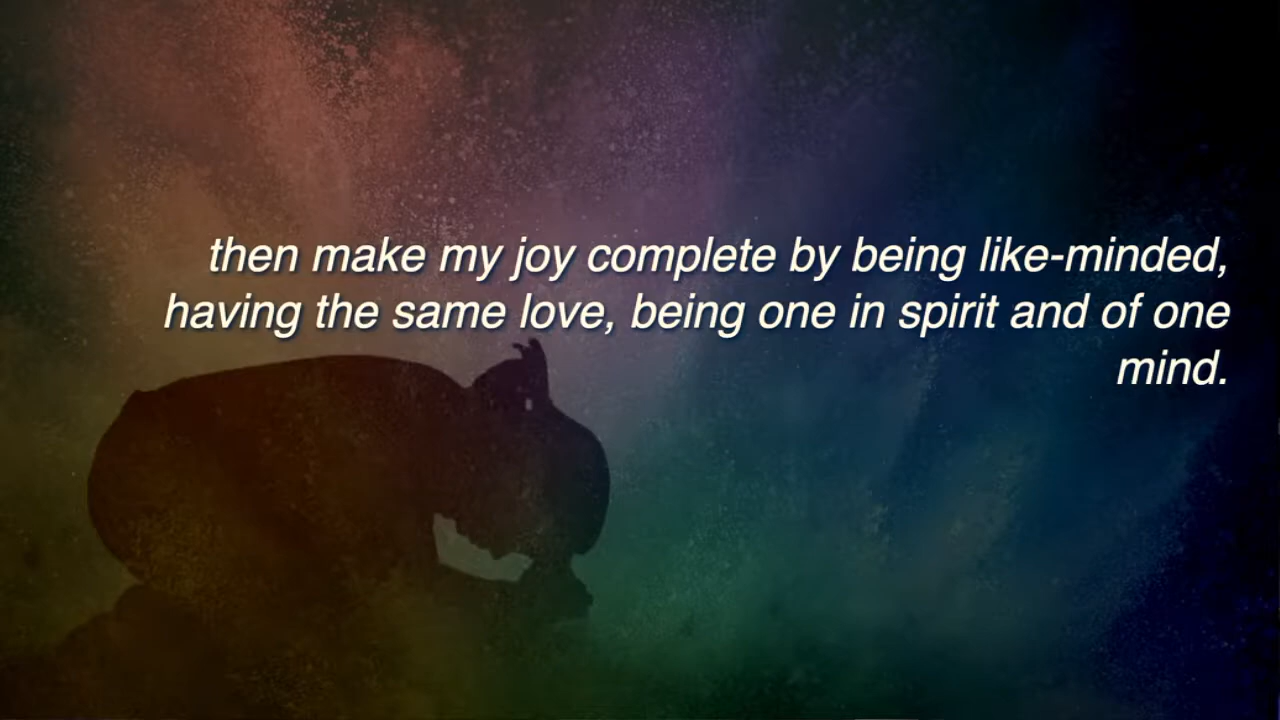 then make my joy complete by being like-minded,
having the same love, being one in spirit and of one
mind.